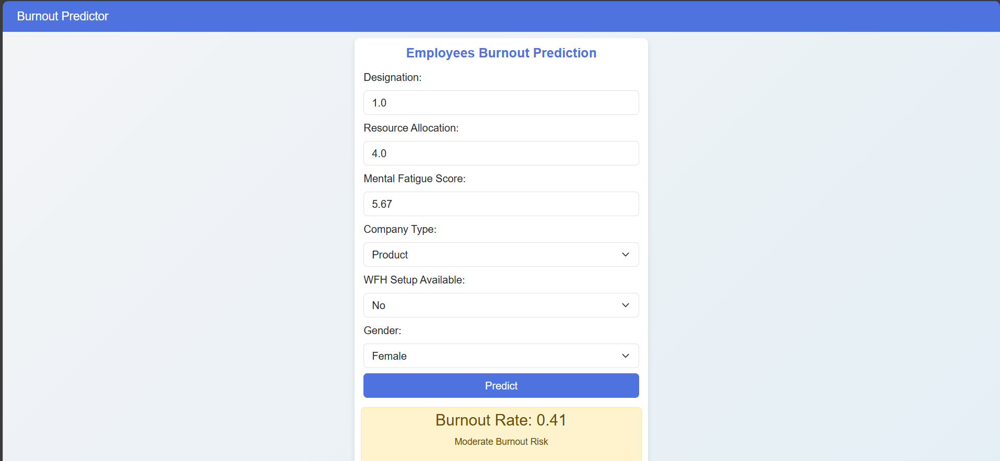 Burnout Predictor
Employees Burnout Prediction
Designation:
1.0
Resource Allocation:
4.0
Mental Fatigue Score:
5.67
Company Type:
Product
WFH Setup Available:
No
Gender:
Female
Predict
Burnout Rate: 0.41
Moderate Burnout Risk